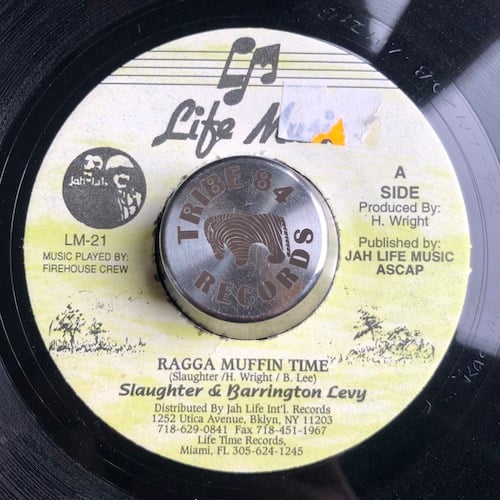 Life Music
jah-life
LM-21
MUSIC PLAYED BY:
FIREHOUSE CREW
A
SIDE
Produced By:
H. Wright
Published by:
JAH LIFE MUSIC
ASCAP
TRIBE 84
RECORDS
RAGGA MUFFIN TIME
(Slaughter /H. Wright / B. Lee)
Slaughter & Barrington Levy
Distributed By Jah Life Int'l. Records
1252 Utica Avenue, Bklyn, NY 11203
718-629-0841 Fax 718-451-1967
Life Time Records,
Miami, FL 305-624-1245